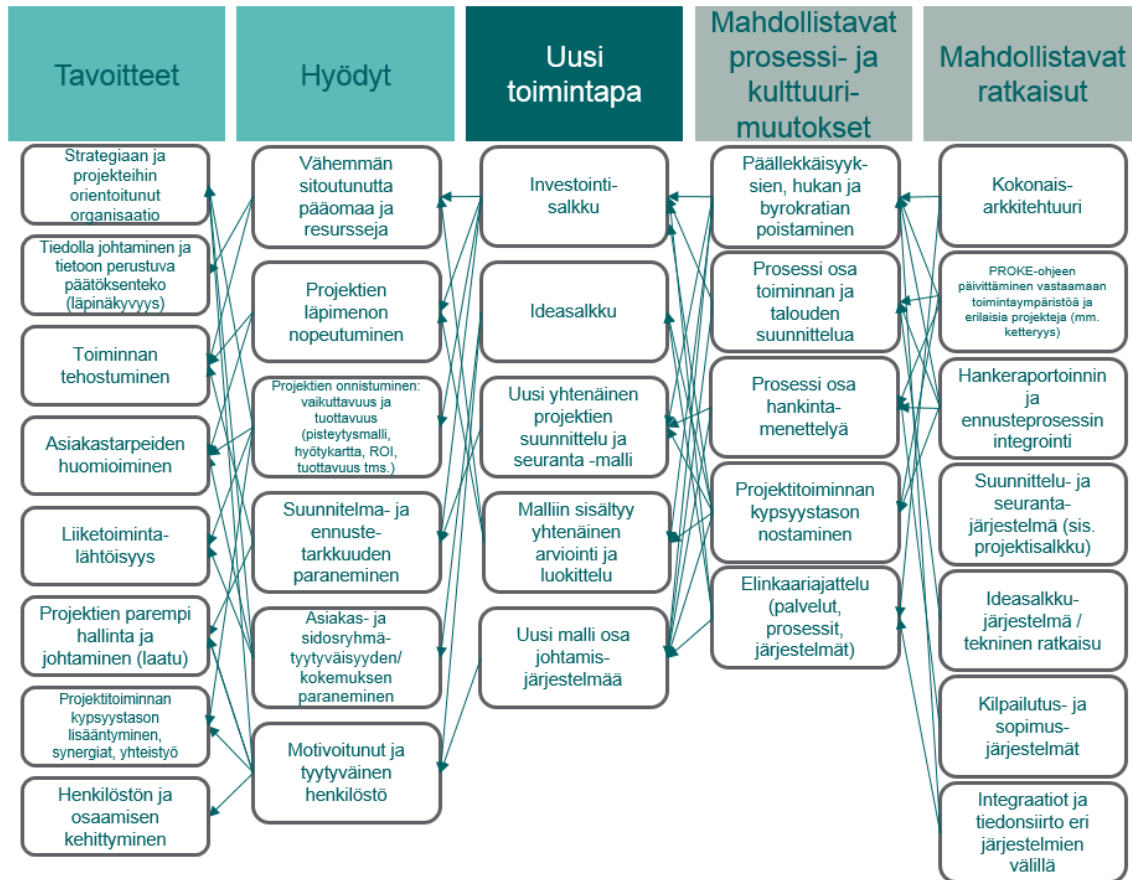 Tavoitteet
Hyödyt
Uusi
toimintapa
Mahdollistavat
prosessi- ja
kulttuuri-
muutokset
Mahdollistavat
ratkaisut
Strategiaan ja
projekteihin
orientoitunut
organisaatio
Tiedolla johtaminen ja
tietoon perustuva
päätöksenteko
(läpinäkyvyys)
Toiminnan
tehostuminen
Asiakastarpeiden
huomioiminen
Liiketoiminta-
lähtöisyys
Projektien parempi
hallinta ja
johtaminen (laatu)
Projektitoiminnan
kypsyystason
lisääntyminen,
synergiat, yhteistyö
Henkilöstön ja
osaamisen
kehittyminen
Vähemmän
sitoutunutta
pääomaa ja
resursseja
Projektien
läpimenon
nopeutuminen
Projektien onnistuminen:
vaikuttavuus ja
tuottavuus
(pisteytysmalli,
hyötykartta, ROI,
tuottavuus tms.)
Suunnitelma- ja
ennuste-
tarkkuuden
paraneminen
Asiakas- ja
sidosryhmä-
tyytyväisyyden/
kokemuksen
paraneminen
Motivoitunut ja
tyytyväinen
henkilöstö
Investointi-
salkku
Ideasalkku
Uusi yhtenäinen
projektien
suunnittelu ja
seuranta -malli
Malliin sisältyy
yhtenäinen
arviointi ja
luokittelu
Uusi malli osa
johtamis-
järjestelmää
Päällekkäisyyk-
sien, hukan ja
byrokratian
poistaminen
Prosessi osa
toiminnan ja
talouden
suunnittelua
Prosessi osa
hankinta-
menettelyä
Projektitoiminnan
kypsyystason
nostaminen
Elinkaariajattelu
(palvelut,
prosessit,
järjestelmät)
Kokonais-
arkkitehtuuri
PROKE-ohjeen
päivittäminen vastaamaan
toimintaympäristöä ja
erilaisia projekteja (mm.
ketteryys)
Hankeraportoinnin
ja
ennusteprosessin
integrointi
Suunnittelu- ja
seuranta-
järjestelmä (sis.
projektisalkku)
Ideasalkku-
järjestelmä /
tekninen ratkaisu
Kilpailutus- ja
sopimus-
järjestelmät
Integraatiot ja
tiedonsiirto eri
järjestelmien
välillä